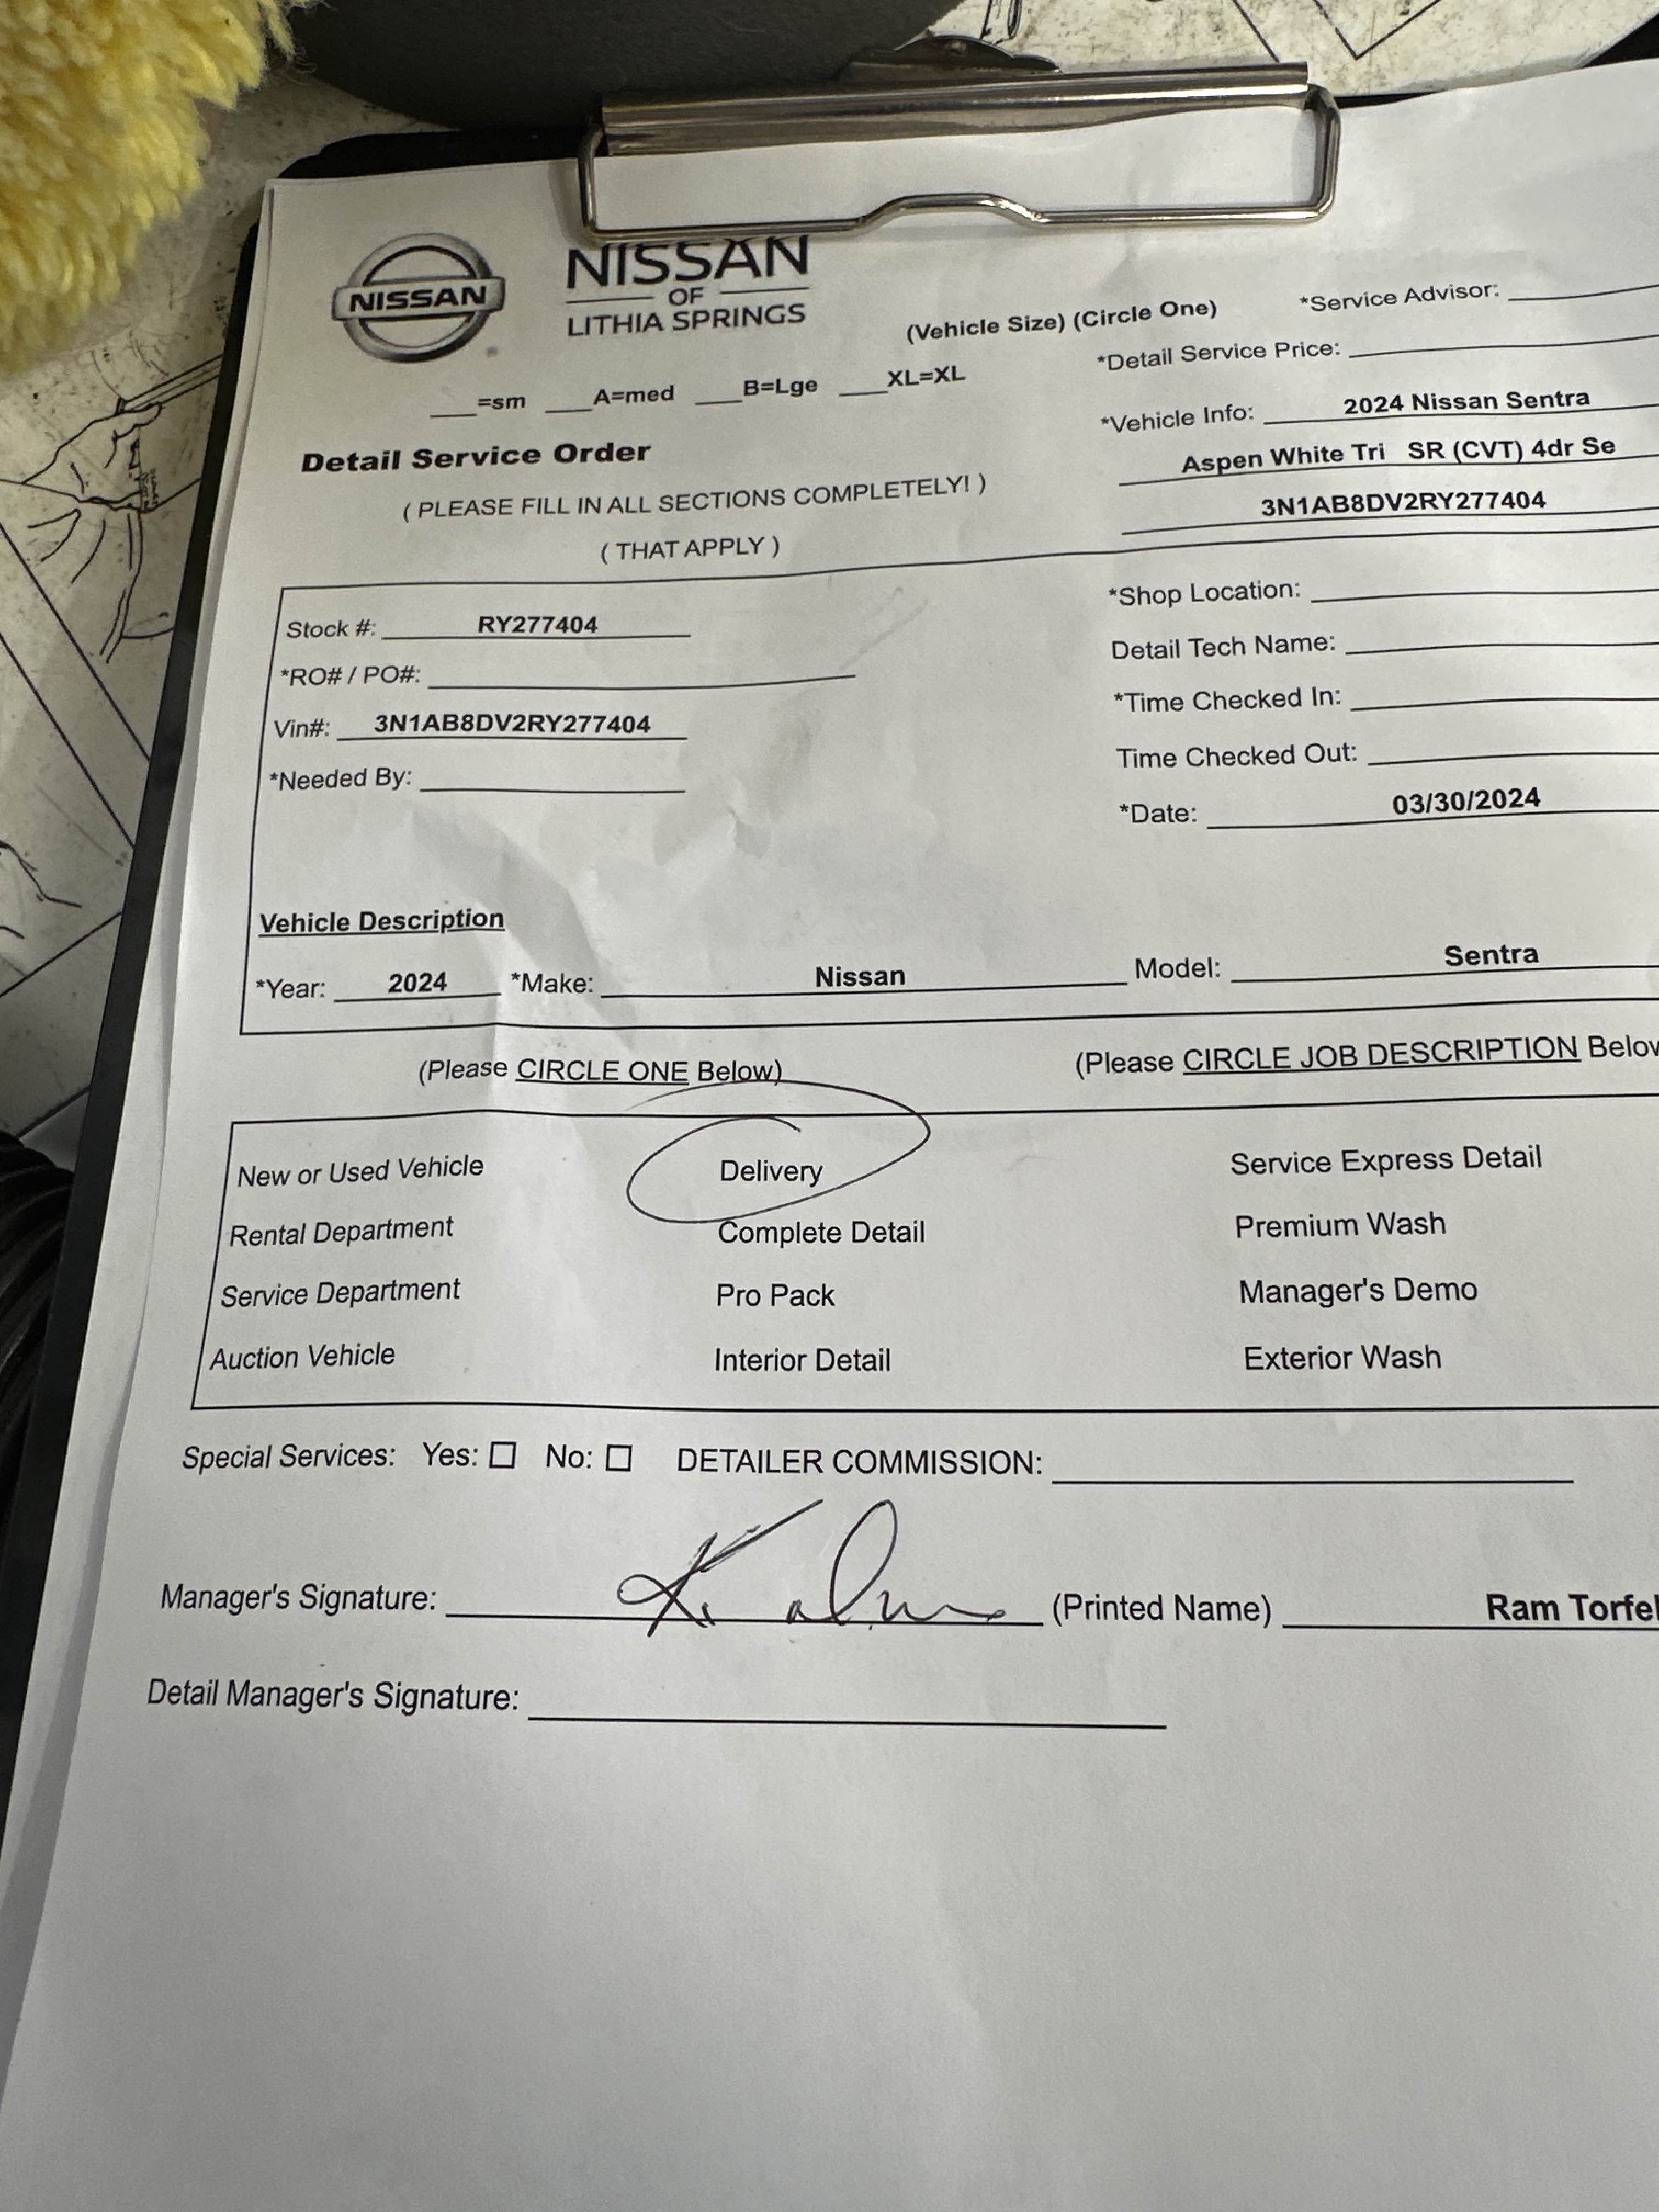 NISSAN
NISSAN
OF
LITHIA SPRINGS
(Vehicle Size) (Circle One)
*Service Advisor:
___=sm ___A=med ___B=Lge ___XL=XL
*Detail Service Price:
*Vehicle Info: 2024 Nissan Sentra
Aspen White Tri SR (CVT) 4dr Se
3N1AB8DV2RY277404
Detail Service Order
( PLEASE FILL IN ALL SECTIONS COMPLETELY! )
( THAT APPLY )
Stock #: RY277404
*RO# / PO#:
Vin#: 3N1AB8DV2RY277404
*Needed By:
*Shop Location:
Detail Tech Name:
*Time Checked In:
Time Checked Out:
*Date: 03/30/2024
Vehicle Description
*Year: 2024 *Make: Nissan Model: Sentra
(Please CIRCLE ONE Below) (Please CIRCLE JOB DESCRIPTION Below
New or Used Vehicle Delivery Service Express Detail
Rental Department Complete Detail Premium Wash
Service Department Pro Pack Manager's Demo
Auction Vehicle Interior Detail Exterior Wash
Special Services: Yes: No: DETAILER COMMISSION:
Manager's Signature: (Printed Name) Ram Torfe
Detail Manager's Signature: